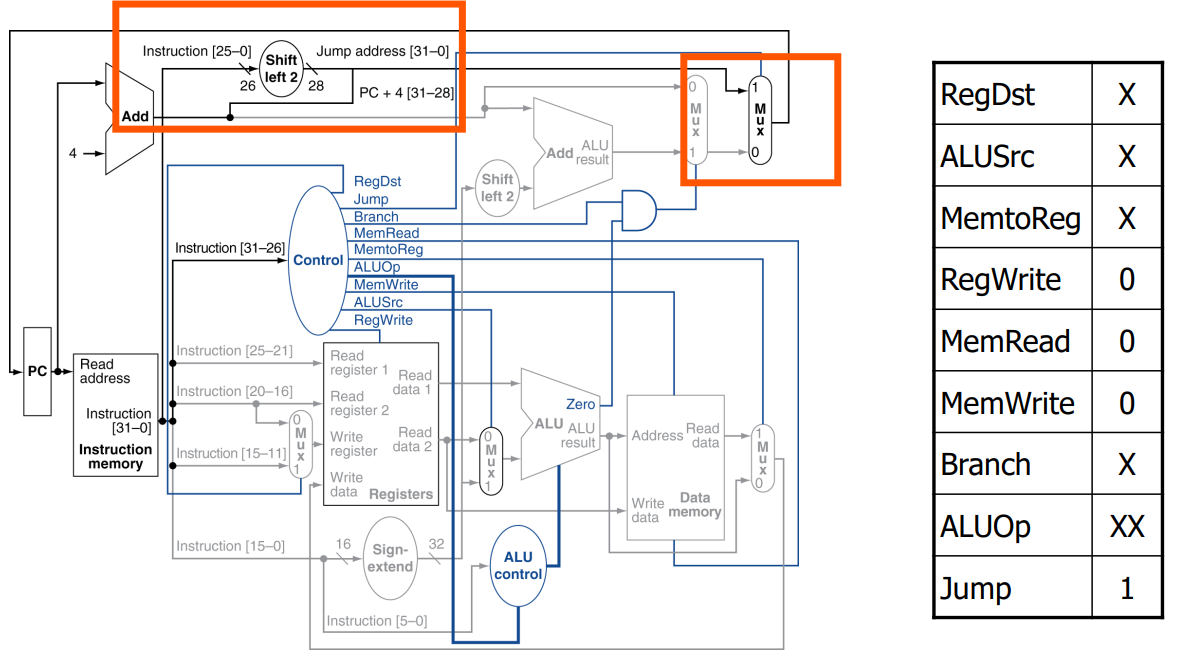 Instruction [25–0]
Shift
left 2
Jump address [31–0]
26
28
PC + 4 [31–28]
Add
4
0
M
u
x
1
1
M
u
x
0
Add
ALU
result
Shift
left 2
RegDst
Jump
Branch
MemRead
MemtoReg
ALUOp
MemWrite
ALUSrc
RegWrite
Instruction [31–26]
Control
PC
Read
address
Instruction
[31–0]
Instruction
memory
Instruction [25–21]
Instruction [20–16]
Instruction [15–11]
0
M
u
x
1
Read
register 1
Read
register 2
Write
register
Write
data
Read
data 1
Read
data 2
Registers
0
M
u
x
1
Zero
ALU
ALU
result
Address
Read
data
Write
data
Data
memory
1
M
u
x
0
Instruction [15–0]
16
Sign-
extend
32
ALU
control
Instruction [5–0]
RegDst X
ALUSrc X
MemtoReg X
RegWrite 0
MemRead 0
MemWrite 0
Branch X
ALUOp XX
Jump 1